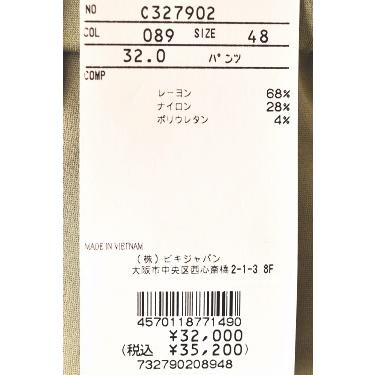 NO C327902
COL 089 SIZE 48
32.0 パンツ
COMP
レーヨン 68%
ナイロン 28%
ポリウレタン 4%
MADE IN VIETNAM
(株)ピキジャパン
大阪市中央区西心斎橋2-1-3 8F
4570118771490
¥32,000
(税込 ¥35,200)
732790208948